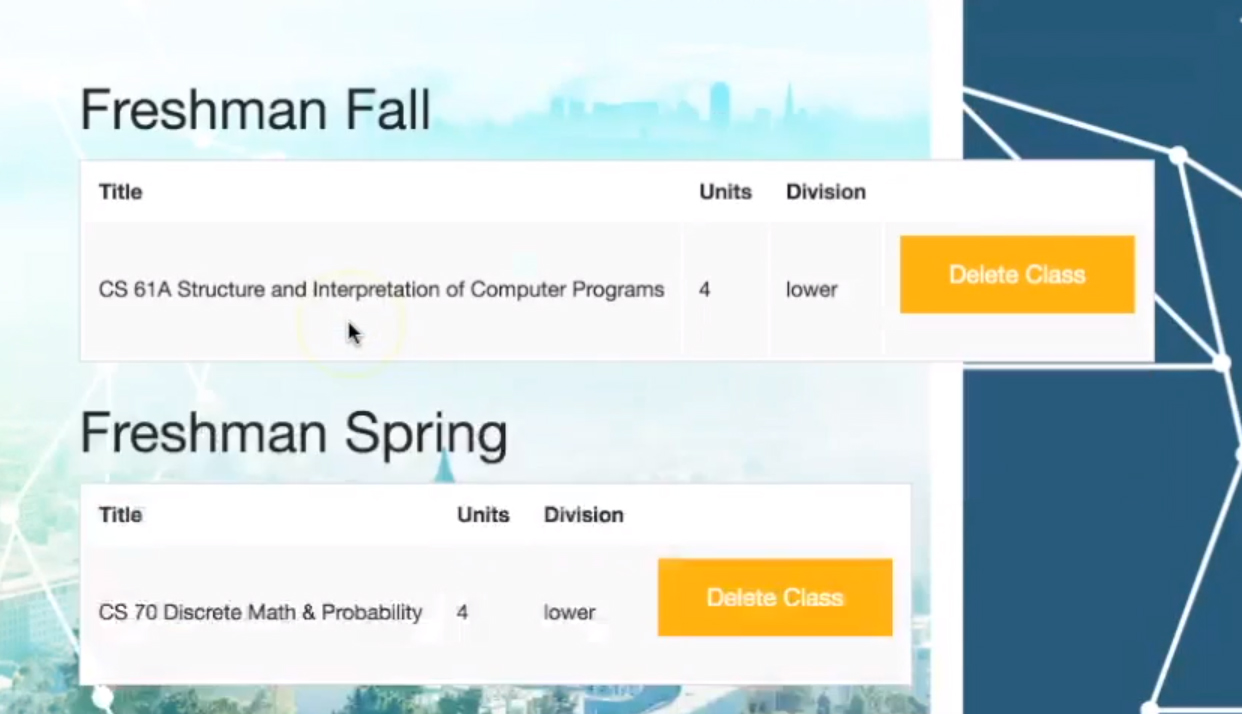 Freshman Fall
Title Units Division
CS 61A Structure and Interpretation of Computer Programs 4 lower Delete Class
Freshman Spring
Title Units Division
CS 70 Discrete Math & Probability 4 lower Delete Class